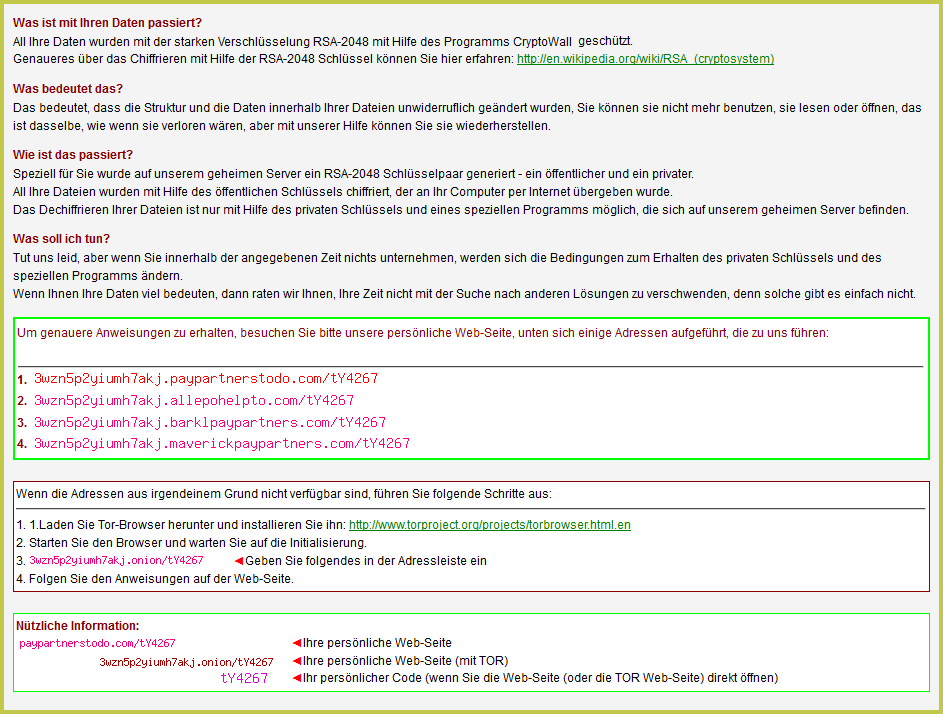 Was ist mit Ihren Daten passiert?
All Ihre Daten wurden mit der starken Verschlüsselung RSA-2048 mit Hilfe des Programms CryptoWall geschützt.
Genaueres über das Chiffrieren mit Hilfe der RSA-2048 Schlüssel können Sie hier erfahren: http://en.wikipedia.org/wiki/RSA_(cryptosystem)
Was bedeutet das?
Das bedeutet, dass die Struktur und die Daten innerhalb Ihrer Dateien unwiderruflich geändert wurden, Sie können sie nicht mehr benutzen, sie lesen oder öffnen, das
ist dasselbe, wie wenn sie verloren wären, aber mit unserer Hilfe können Sie sie wiederherstellen.
Wie ist das passiert?
Speziell für Sie wurde auf unserem geheimen Server ein RSA-2048 Schlüsselpaar generiert - ein öffentlicher und ein privater.
All Ihre Dateien wurden mit Hilfe des öffentlichen Schlüssels chiffriert, der an Ihr Computer per Internet übergeben wurde.
Das Dechiffrieren Ihrer Dateien ist nur mit Hilfe des privaten Schlüssels und eines speziellen Programms möglich, die sich auf unserem geheimen Server befinden.
Was soll ich tun?
Tut uns leid, aber wenn Sie innerhalb der angegebenen Zeit nichts unternehmen, werden sich die Bedingungen zum Erhalten des privaten Schlüssels und des
speziellen Programms ändern.
Wenn Ihnen Ihre Daten viel bedeuten, dann raten wir Ihnen, Ihre Zeit nicht mit der Suche nach anderen Lösungen zu verschwenden, denn solche gibt es einfach nicht.
Um genauere Anweisungen zu erhalten, besuchen Sie bitte unsere persönliche Web-Seite, unten sich einige Adressen aufgeführt, die zu uns führen:
1. 3wzn5p2yiumh7akj.paypartnerstodo.com/tY4267
2. 3wzn5p2yiumh7akj.allepohelpto.com/tY4267
3. 3wzn5p2yiumh7akj.barklpaypartners.com/tY4267
4. 3wzn5p2yiumh7akj.maverickpaypartners.com/tY4267
Wenn die Adressen aus irgendeinem Grund nicht verfügbar sind, führen Sie folgende Schritte aus:
1. 1.Laden Sie Tor-Browser herunter und installieren Sie ihn: http://www.torproject.org/projects/torbrowser.html.en
2. Starten Sie den Browser und warten Sie auf die Initialisierung.
3. 3wzn5p2yiumh7akj.onion/tY4267 ◄Geben Sie folgendes in der Adressleiste ein
4. Folgen Sie den Anweisungen auf der Web-Seite.
Nützliche Information:
paypartnerstodo.com/tY4267 ◄Ihre persönliche Web-Seite
3wzn5p2yiumh7akj.onion/tY4267 ◄Ihre persönliche Web-Seite (mit TOR)
tY4267 ◄Ihr persönlicher Code (wenn Sie die Web-Seite (oder die TOR Web-Seite) direkt öffnen)